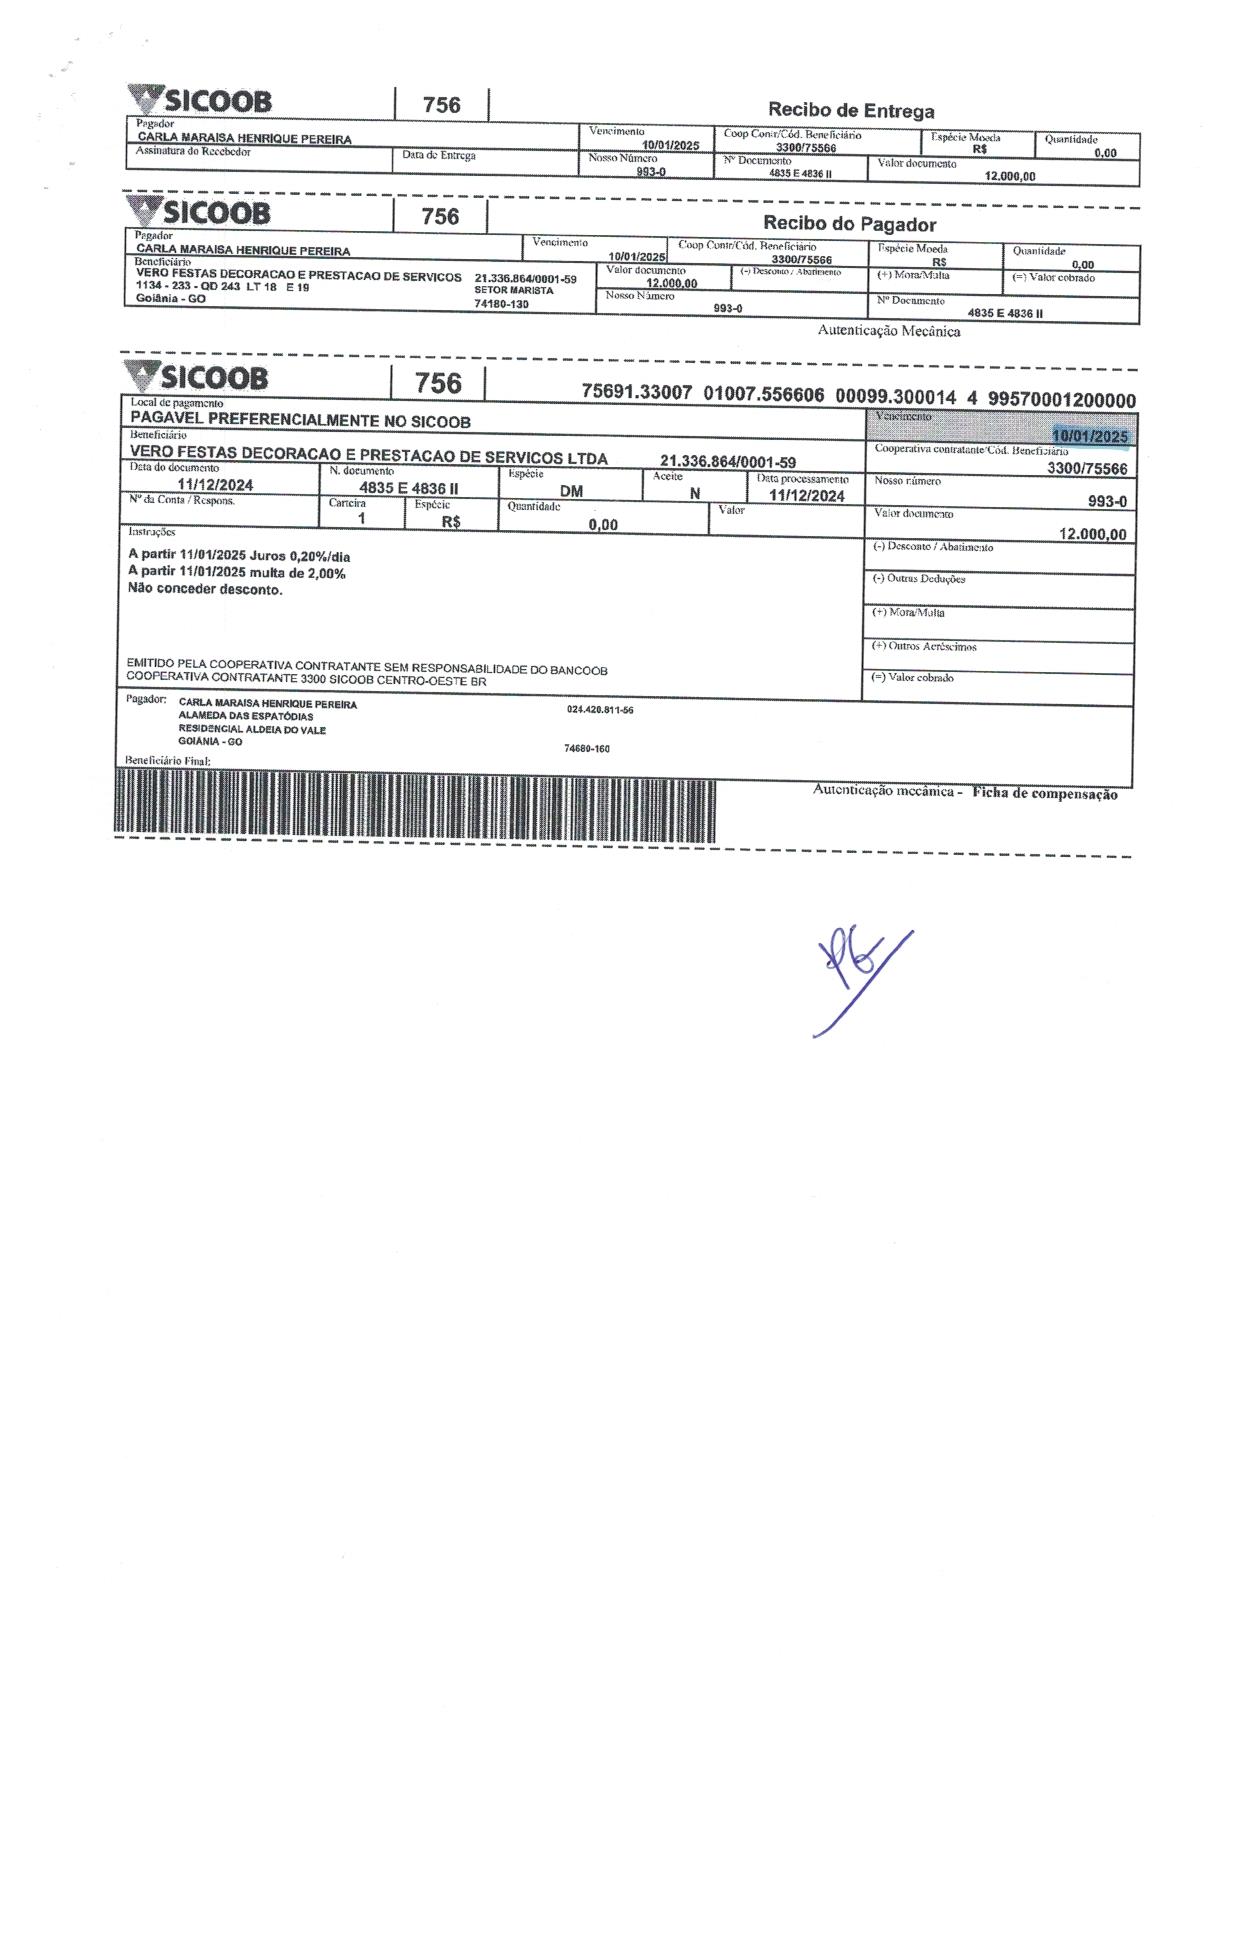 SICOOB 756 Recibo de Entrega
Pagador Vencimento Coop Contr/Cód. Beneficiário Espécie Moeda Quantidade
CARLA MARAISA HENRIQUE PEREIRA 10/01/2025 3300/75566 R$ 0,00
Assinatura do Recebedor Data de Entrega Nosso Número Nº Documento Valor documento
993-0 4835 E 4836 II 12.000,00
SICOOB 756 Recibo do Pagador
Pagador Vencimento Coop Contr/Cód. Beneficiário Espécie Moeda Quantidade
CARLA MARAISA HENRIQUE PEREIRA 10/01/2025 3300/75566 R$ 0,00
Beneficiário Valor documento (-) Desconto / Abatimento (+) Mora/Multa (=) Valor cobrado
VERO FESTAS DECORACAO E PRESTACAO DE SERVICOS 21.336.864/0001-59 12.000,00
1134 - 233 - QD 243 LT 18 E 19 SETOR MARISTA Nosso Número Nº Documento
Goiânia - GO 74180-130 993-0 4835 E 4836 II
Autenticação Mecânica
SICOOB 756 75691.33007 01007.556606 00099.300014 4 99570001200000
Local de pagamento Vencimento
PAGAVEL PREFERENCIALMENTE NO SICOOB 10/01/2025
Beneficiário Cooperativa contratante/Cód. Beneficiário
VERO FESTAS DECORACAO E PRESTACAO DE SERVICOS LTDA 21.336.864/0001-59 3300/75566
Data do documento N. documento Espécie Aceite Data processamento Nosso número
11/12/2024 4835 E 4836 II DM N 11/12/2024 993-0
Nº da Conta / Respons. Carteira Espécie Quantidade Valor Valor documento
1 R$ 0,00 12.000,00
Instruções (-) Desconto / Abatimento
A partir 11/01/2025 Juros 0,20%/dia
A partir 11/01/2025 multa de 2,00% (-) Outras Deduções
Não conceder desconto.
(+) Mora/Multa
(+) Outros Acréscimos
EMITIDO PELA COOPERATIVA CONTRATANTE SEM RESPONSABILIDADE DO BANCOOB
COOPERATIVA CONTRATANTE 3300 SICOOB CENTRO-OESTE BR (=) Valor cobrado
Pagador: CARLA MARAISA HENRIQUE PEREIRA 024.420.811-56
ALAMEDA DAS ESPATÓDIAS
RESIDENCIAL ALDEIA DO VALE
GOIÂNIA - GO 74680-160
Beneficiário Final:
Autenticação mecânica - Ficha de compensação
PG